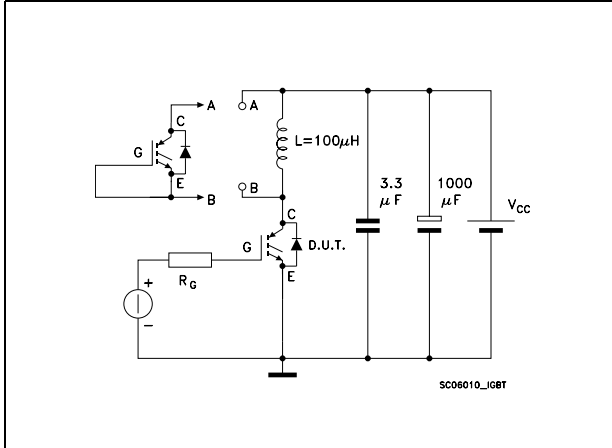 A
A
C
G
L=100μH
E
B
B
3.3
μF
1000
μF
V_CC
C
G
D.U.T.
E
R_G
+
−
SC06010_IGBT